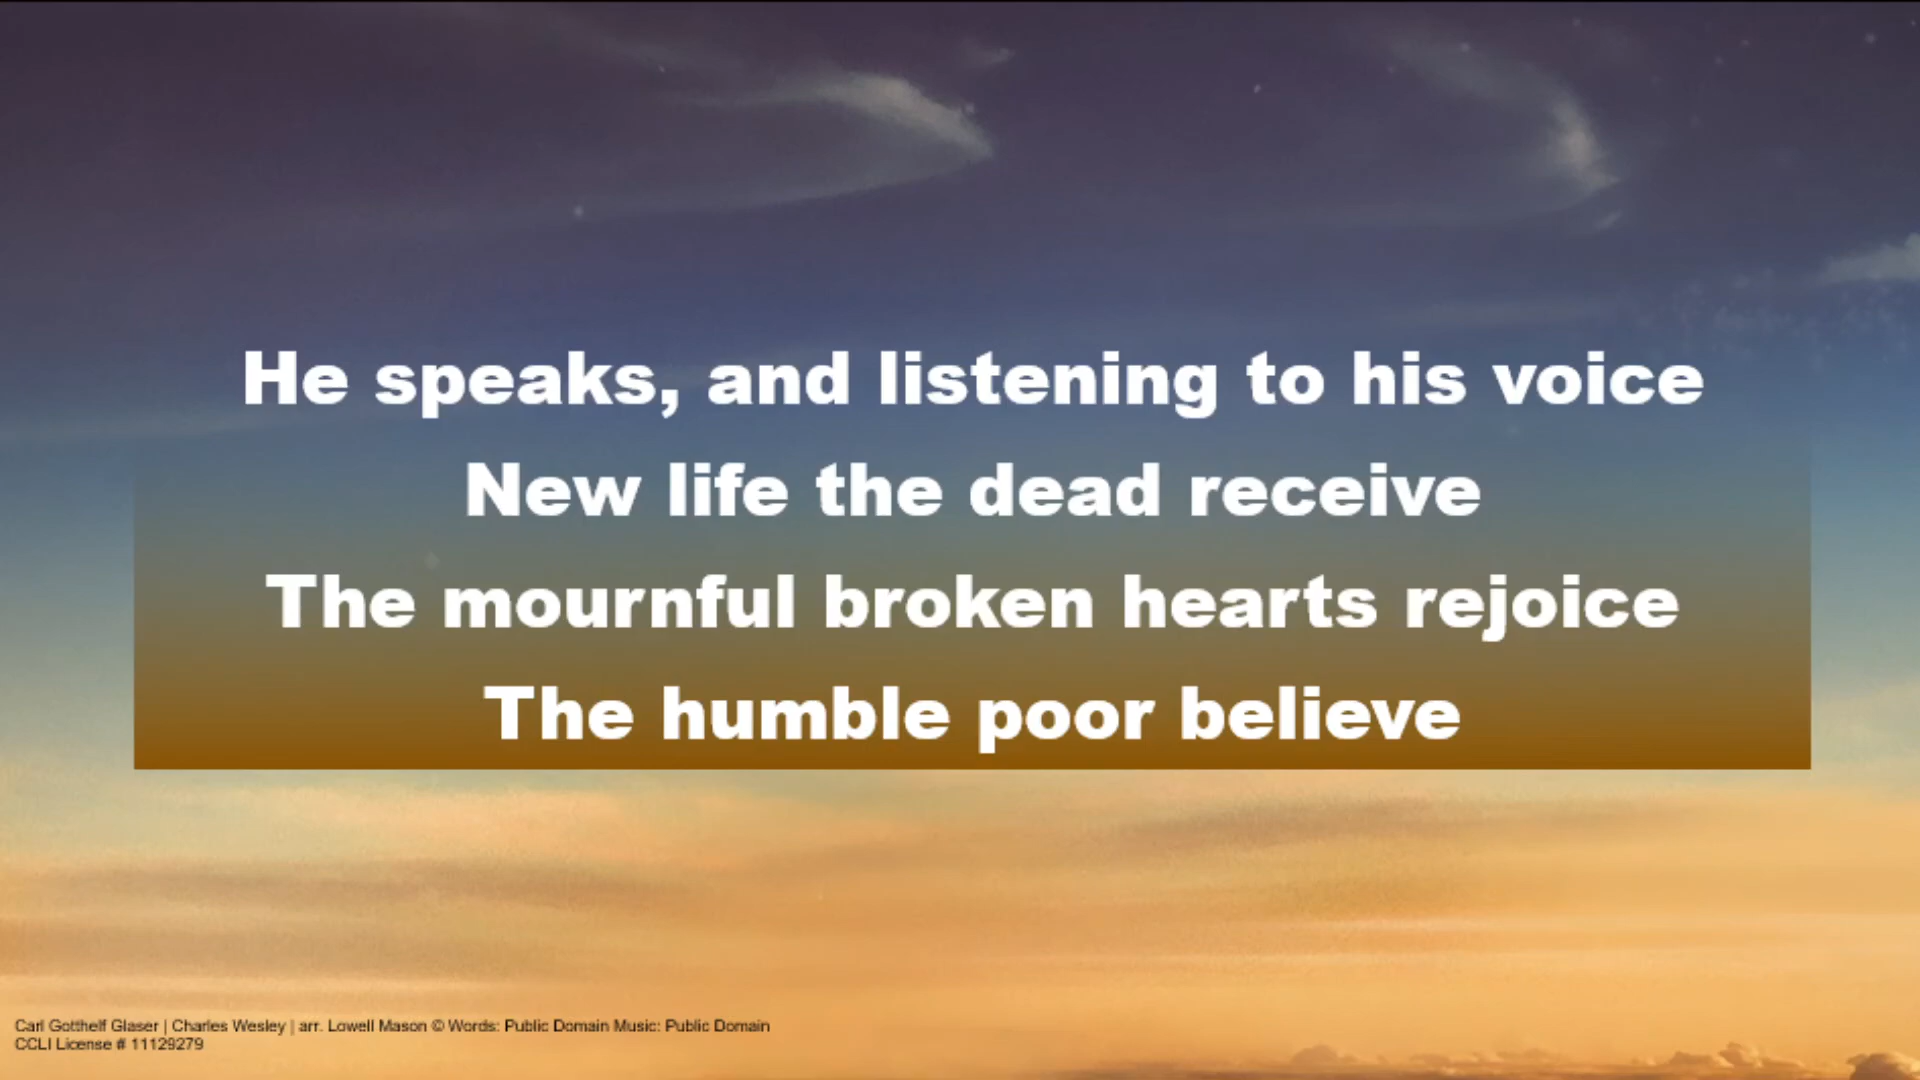 He speaks, and listening to his voice
New life the dead receive
The mournful broken hearts rejoice
The humble poor believe
Carl Gotthelf Glaser | Charles Wesley | arr. Lowell Mason © Words: Public Domain Music: Public Domain
CCLI License # 11129279